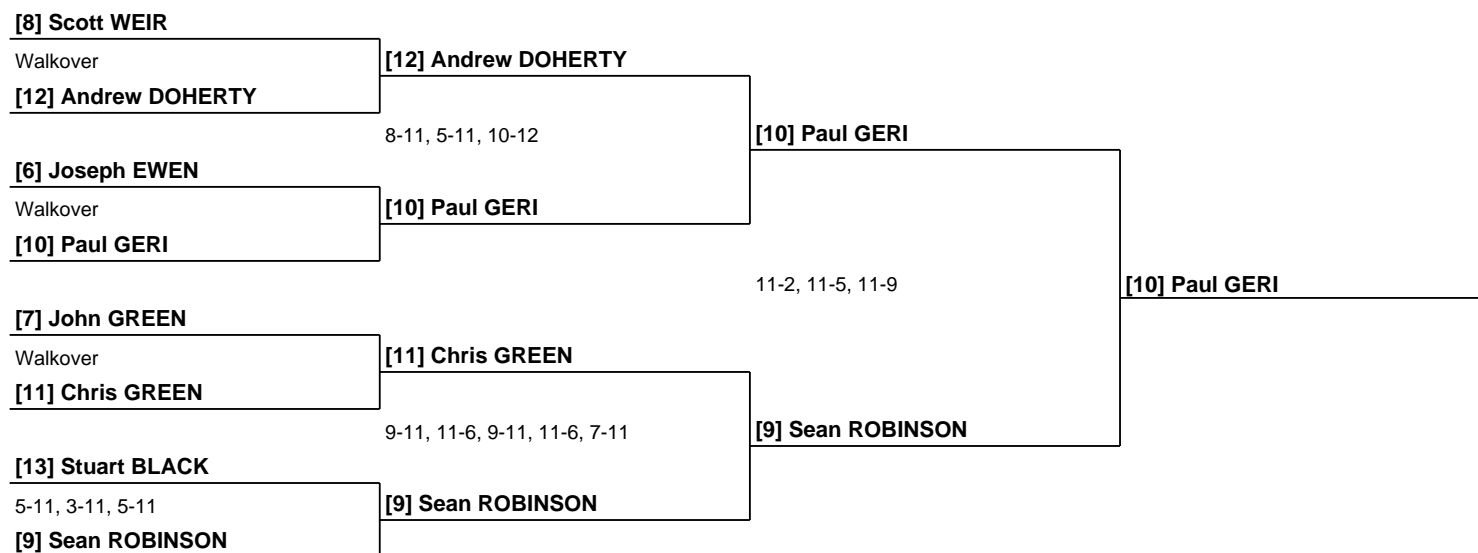 [8] Scott WEIR
Walkover
[12] Andrew DOHERTY
[12] Andrew DOHERTY
8-11, 5-11, 10-12
[10] Paul GERI
[6] Joseph EWEN
Walkover
[10] Paul GERI
[10] Paul GERI
11-2, 11-5, 11-9
[10] Paul GERI
[7] John GREEN
Walkover
[11] Chris GREEN
[11] Chris GREEN
9-11, 11-6, 9-11, 11-6, 7-11
[9] Sean ROBINSON
[13] Stuart BLACK
5-11, 3-11, 5-11
[9] Sean ROBINSON
[9] Sean ROBINSON